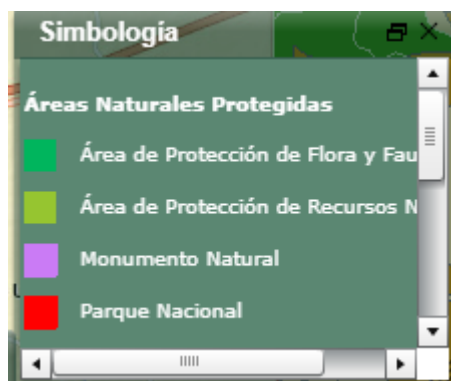 Simbología
Áreas Naturales Protegidas
Área de Protección de Flora y Fau
Área de Protección de Recursos N
Monumento Natural
Parque Nacional